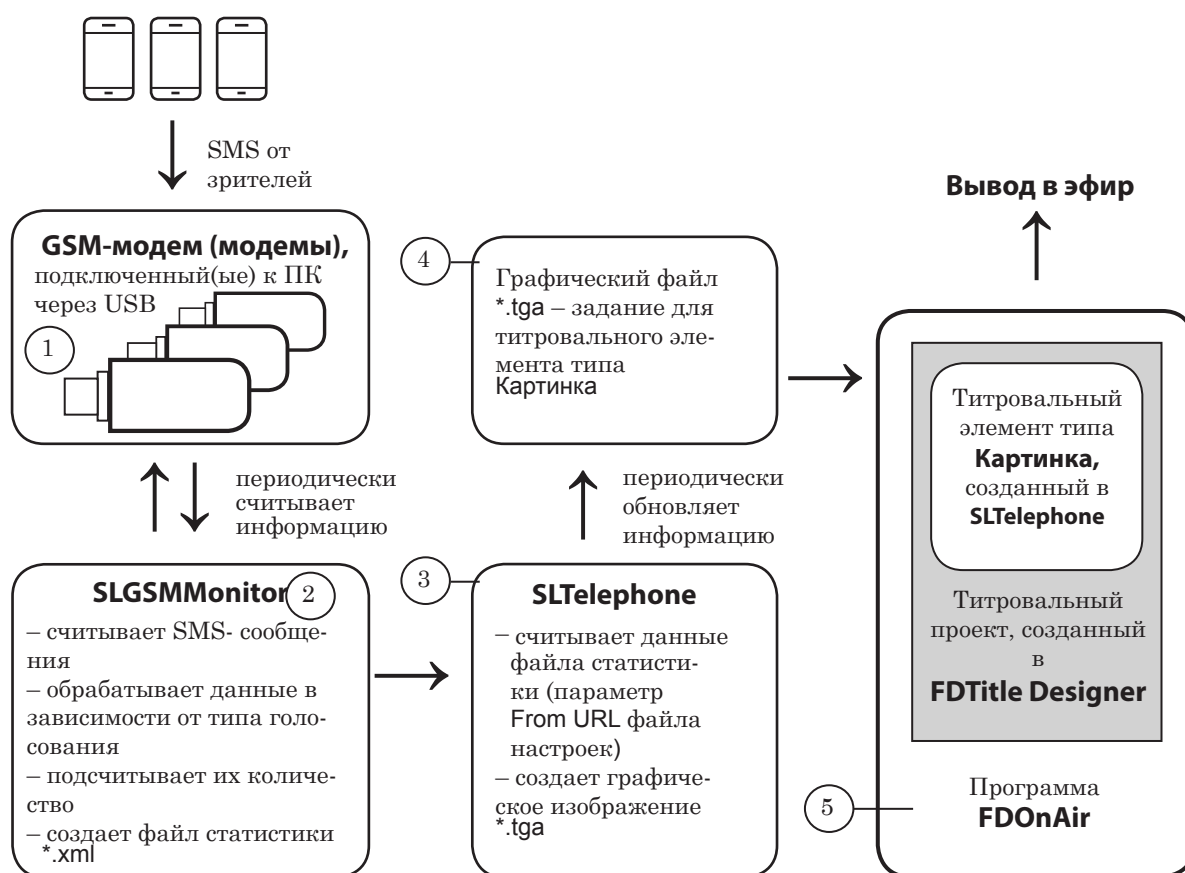 SMS от
зрителей
GSM-модем (модемы),
подключенный(ые) к ПК
через USB
1
периодически
считывает
информацию
SLGSMMonitor
2
– считывает SMS- сообще-
ния
– обрабатывает данные в
зависимости от типа голо-
сования
– подсчитывает их количе-
ство
– создает файл статистики
*.xml
4
Графический файл
*.tga – задание для
титровального эле-
мента типа
Картинка
периодически
обновляет
информацию
3
SLTelephone
– считывает данные
файла статисти-
ки (параметр
From URL файла
настроек)
– создает графиче-
ское изображение
*.tga
Вывод в эфир
Титровальный
элемент типа
Картинка,
созданный в
SLTelephone
Титровальный
проект, созданный
в
FDTitle Designer
5
Программа
FDOnAir